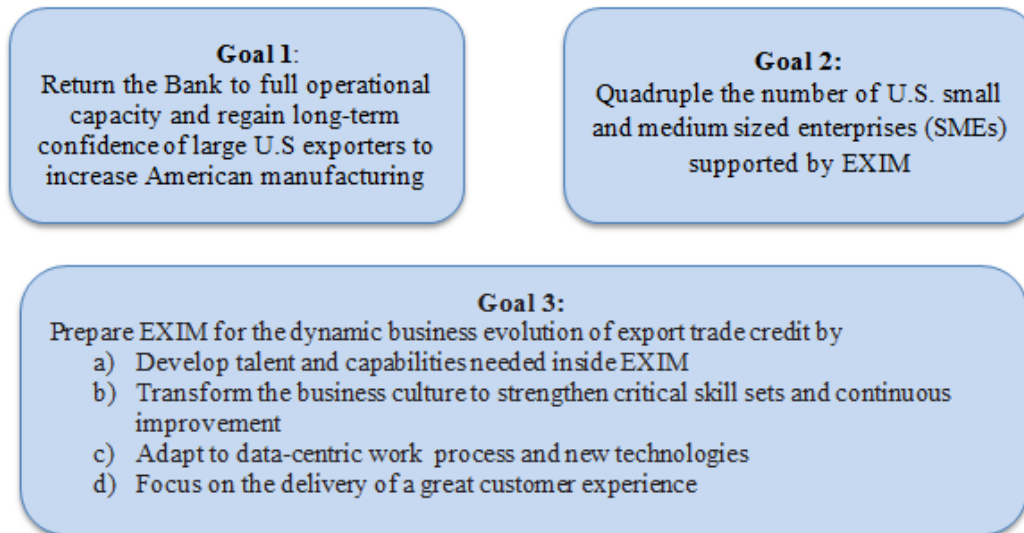 Goal 1:
Return the Bank to full operational
capacity and regain long-term
confidence of large U.S exporters to
increase American manufacturing
Goal 2:
Quadruple the number of U.S. small
and medium sized enterprises (SMEs)
supported by EXIM
Goal 3:
Prepare EXIM for the dynamic business evolution of export trade credit by
a) Develop talent and capabilities needed inside EXIM
b) Transform the business culture to strengthen critical skill sets and continuous
improvement
c) Adapt to data-centric work process and new technologies
d) Focus on the delivery of a great customer experience